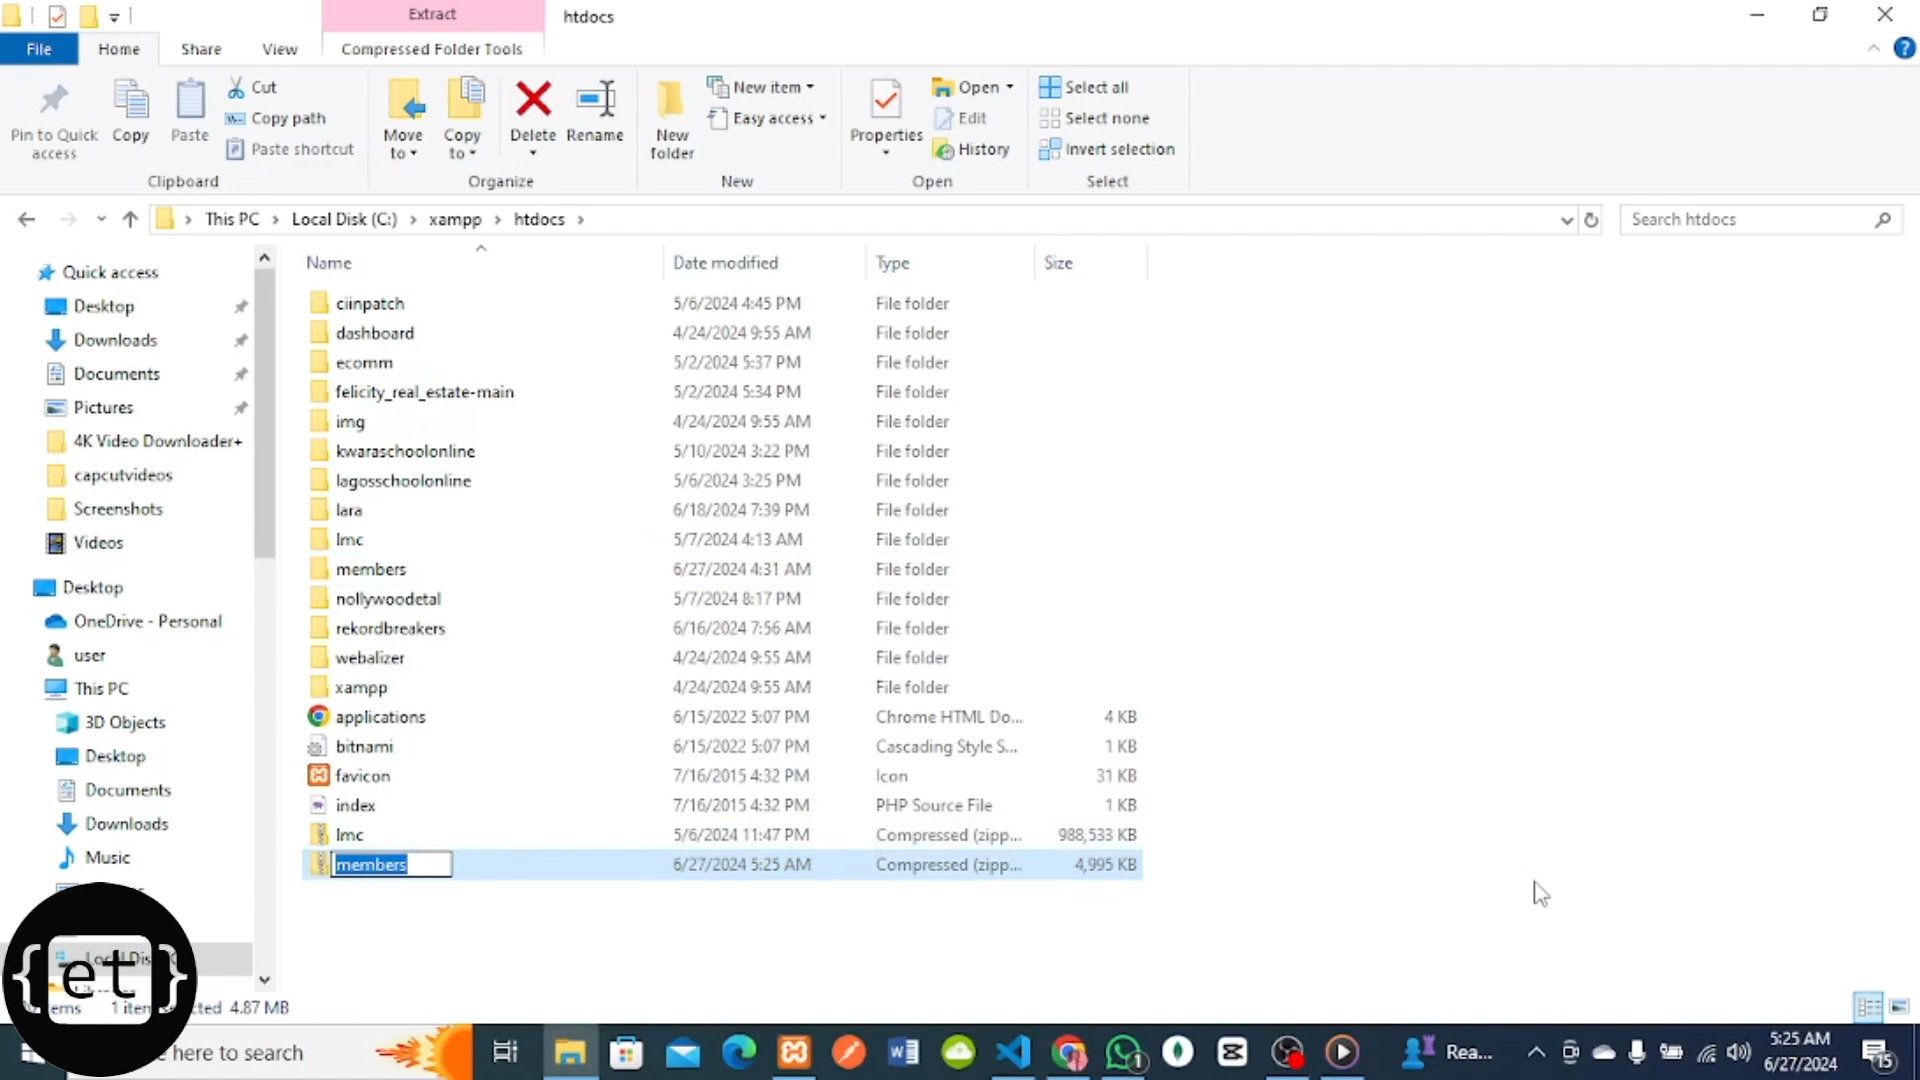 Extract
htdocs
File
Home
Share
View
Compressed Folder Tools
Pin to Quick access
Copy
Paste
Cut
Copy path
Paste shortcut
Clipboard
Move to
Copy to
Delete
Rename
Organize
New folder
New item
Easy access
New
Properties
Open
Edit
History
Open
Select all
Select none
Invert selection
Select
This PC > Local Disk (C:) > xampp > htdocs >
Search htdocs
Quick access
Desktop
Downloads
Documents
Pictures
4K Video Downloader+
capcutvideos
Screenshots
Videos
Desktop
OneDrive - Personal
user
This PC
3D Objects
Desktop
Documents
Downloads
Music
Name Date modified Type Size
ciinpatch 5/6/2024 4:45 PM File folder
dashboard 4/24/2024 9:55 AM File folder
ecomm 5/2/2024 5:37 PM File folder
felicity_real_estate-main 5/2/2024 5:34 PM File folder
img 4/24/2024 9:55 AM File folder
kwaraschoolonline 5/10/2024 3:22 PM File folder
lagosschoolonline 5/6/2024 3:25 PM File folder
lara 6/18/2024 7:39 PM File folder
lmc 5/7/2024 4:13 AM File folder
members 6/27/2024 4:31 AM File folder
nollywoodetal 5/7/2024 8:17 PM File folder
rekordbreakers 6/16/2024 7:56 AM File folder
webalizer 4/24/2024 9:55 AM File folder
xampp 4/24/2024 9:55 AM File folder
applications 6/15/2022 5:07 PM Chrome HTML Do... 4 KB
bitnami 6/15/2022 5:07 PM Cascading Style S... 1 KB
favicon 7/16/2015 4:32 PM Icon 31 KB
index 7/16/2015 4:32 PM PHP Source File 1 KB
lmc 5/6/2024 11:47 PM Compressed (zipp... 988,533 KB
members 6/27/2024 5:25 AM Compressed (zipp... 4,995 KB
{et}
4.87 MB
here to search
Rea...
5:25 AM
6/27/2024
15
1